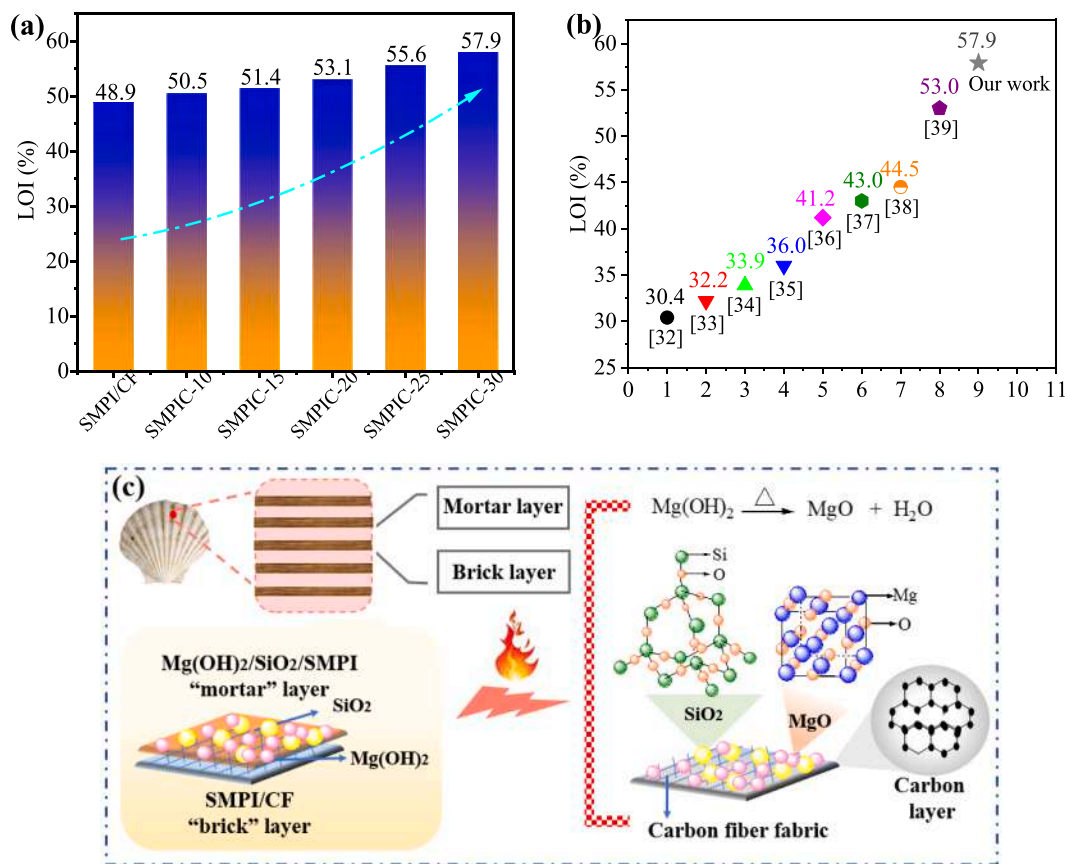 (a)
LOI (%)
60
50
40
30
20
10
0
48.9
50.5
51.4
53.1
55.6
57.9
SMPI/CF
SMPIC-10
SMPIC-15
SMPIC-20
SMPIC-25
SMPIC-30
(b)
LOI (%)
60
55
50
45
40
35
30
25
0 1 2 3 4 5 6 7 8 9 10 11
30.4
[32]
32.2
[33]
33.9
[34]
36.0
[35]
41.2
[36]
43.0
[37]
44.5
[38]
53.0
[39]
57.9
Our work
(c)
Mortar layer
Brick layer
Mg(OH)2/SiO2/SMPI
“mortar” layer
SiO2
Mg(OH)2
SMPI/CF
“brick” layer
Mg(OH)2 △ MgO + H2O
Si
O
Mg
O
SiO2
MgO
Carbon fiber fabric
Carbon
layer